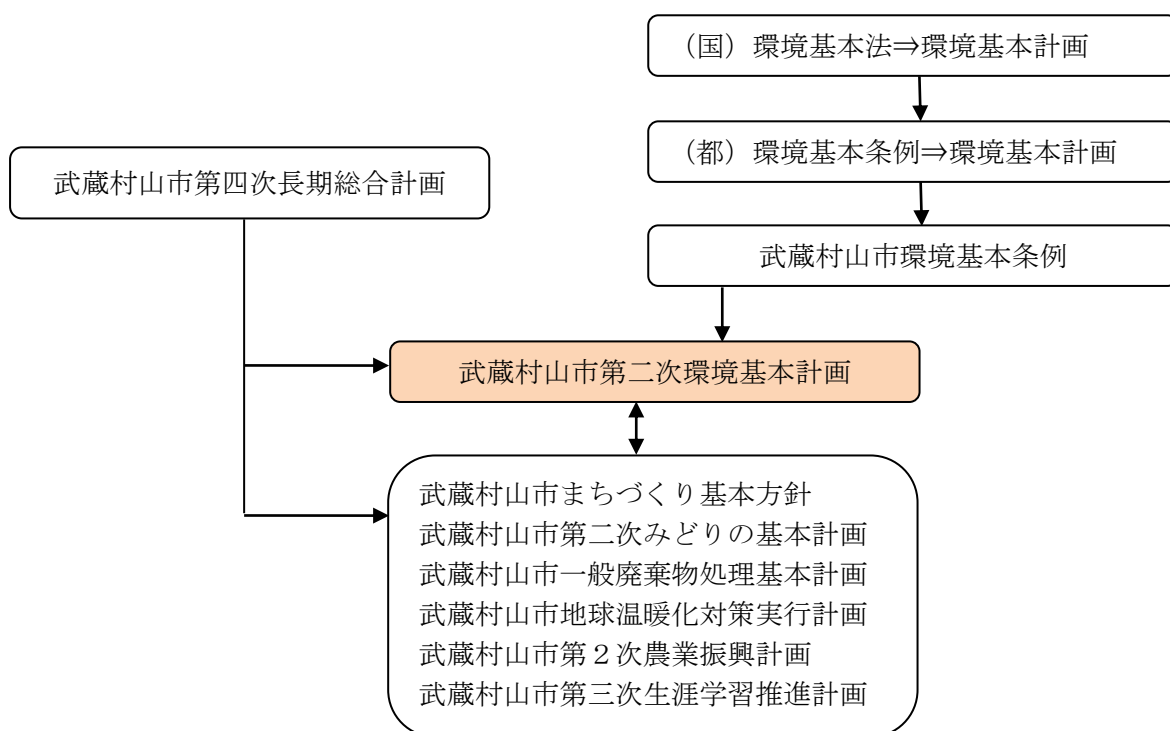 （国）環境基本法⇒環境基本計画
（都）環境基本条例⇒環境基本計画
武蔵村山市第四次長期総合計画
武蔵村山市環境基本条例
武蔵村山市第二次環境基本計画
武蔵村山市まちづくり基本方針
武蔵村山市第二次みどりの基本計画
武蔵村山市一般廃棄物処理基本計画
武蔵村山市地球温暖化対策実行計画
武蔵村山市第２次農業振興計画
武蔵村山市第三次生涯学習推進計画